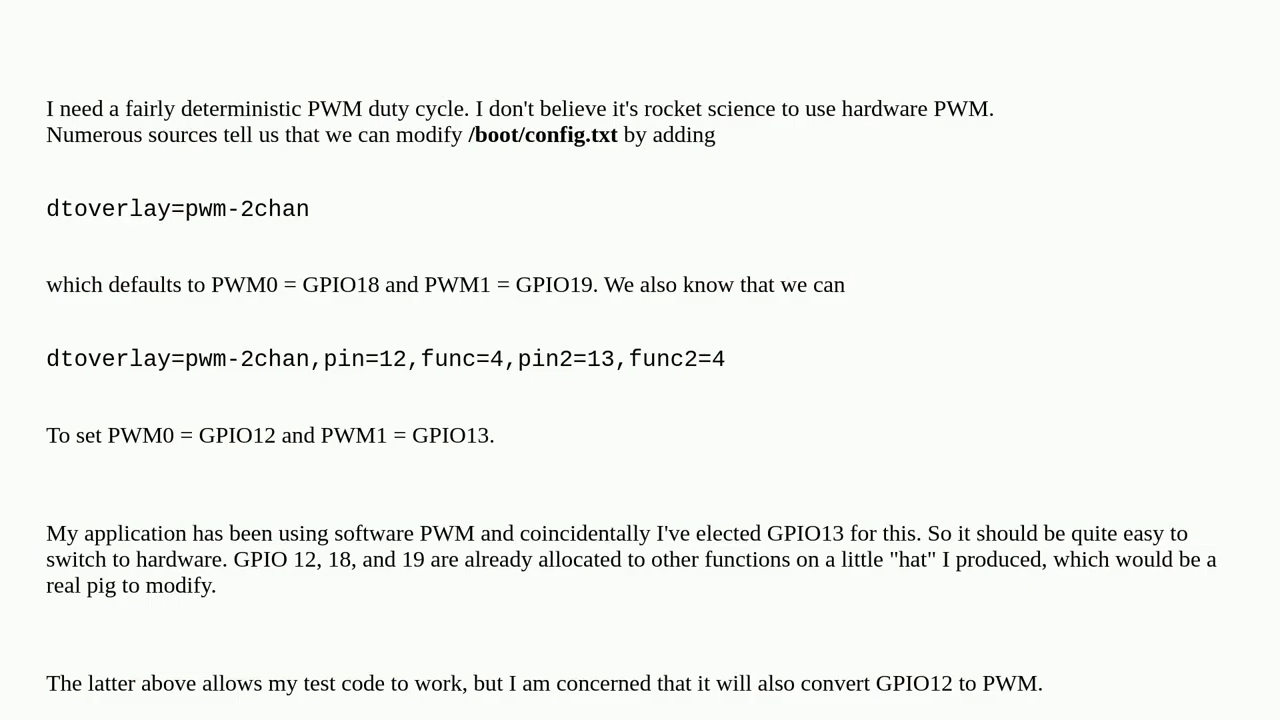 I need a fairly deterministic PWM duty cycle. I don't believe it's rocket science to use hardware PWM.
Numerous sources tell us that we can modify /boot/config.txt by adding
dtoverlay=pwm-2chan
which defaults to PWM0 = GPIO18 and PWM1 = GPIO19. We also know that we can
dtoverlay=pwm-2chan,pin=12,func=4,pin2=13,func2=4
To set PWM0 = GPIO12 and PWM1 = GPIO13.
My application has been using software PWM and coincidentally I've elected GPIO13 for this. So it should be quite easy to
switch to hardware. GPIO 12, 18, and 19 are already allocated to other functions on a little "hat" I produced, which would be a
real pig to modify.
The latter above allows my test code to work, but I am concerned that it will also convert GPIO12 to PWM.